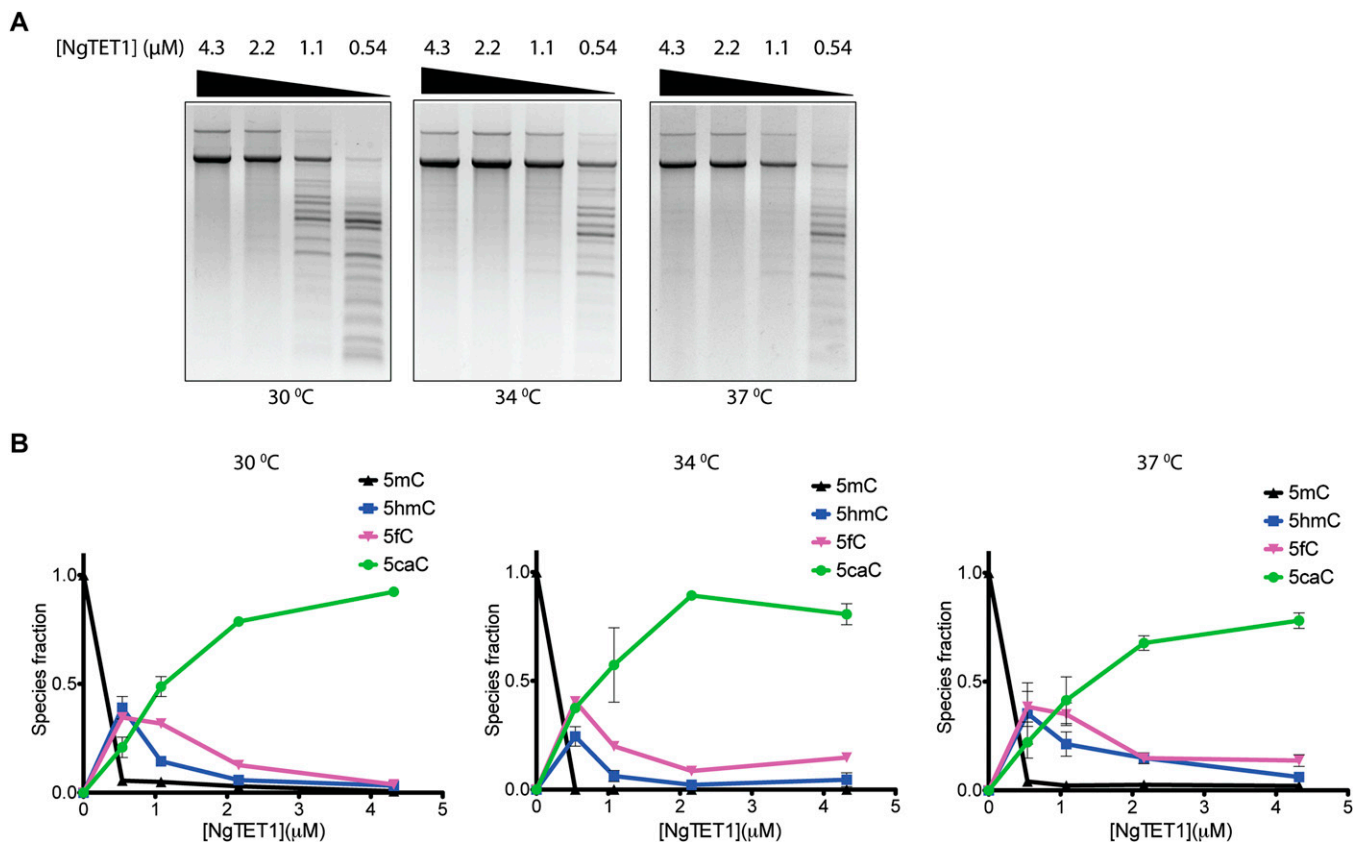 A
[NgTET1] (µM) 4.3 2.2 1.1 0.54 4.3 2.2 1.1 0.54 4.3 2.2 1.1 0.54
30 ⁰C 34 ⁰C 37 ⁰C
B
30 ⁰C
5mC
5hmC
5fC
5caC
1.0
0.5
0.0
Species fraction
0 1 2 3 4 5
[NgTET1](µM)
34 ⁰C
5mC
5hmC
5fC
5caC
1.0
0.5
0.0
Species fraction
0 1 2 3 4 5
[NgTET1](µM)
37 ⁰C
5mC
5hmC
5fC
5caC
1.0
0.5
0.0
Species fraction
0 1 2 3 4 5
[NgTET1](µM)